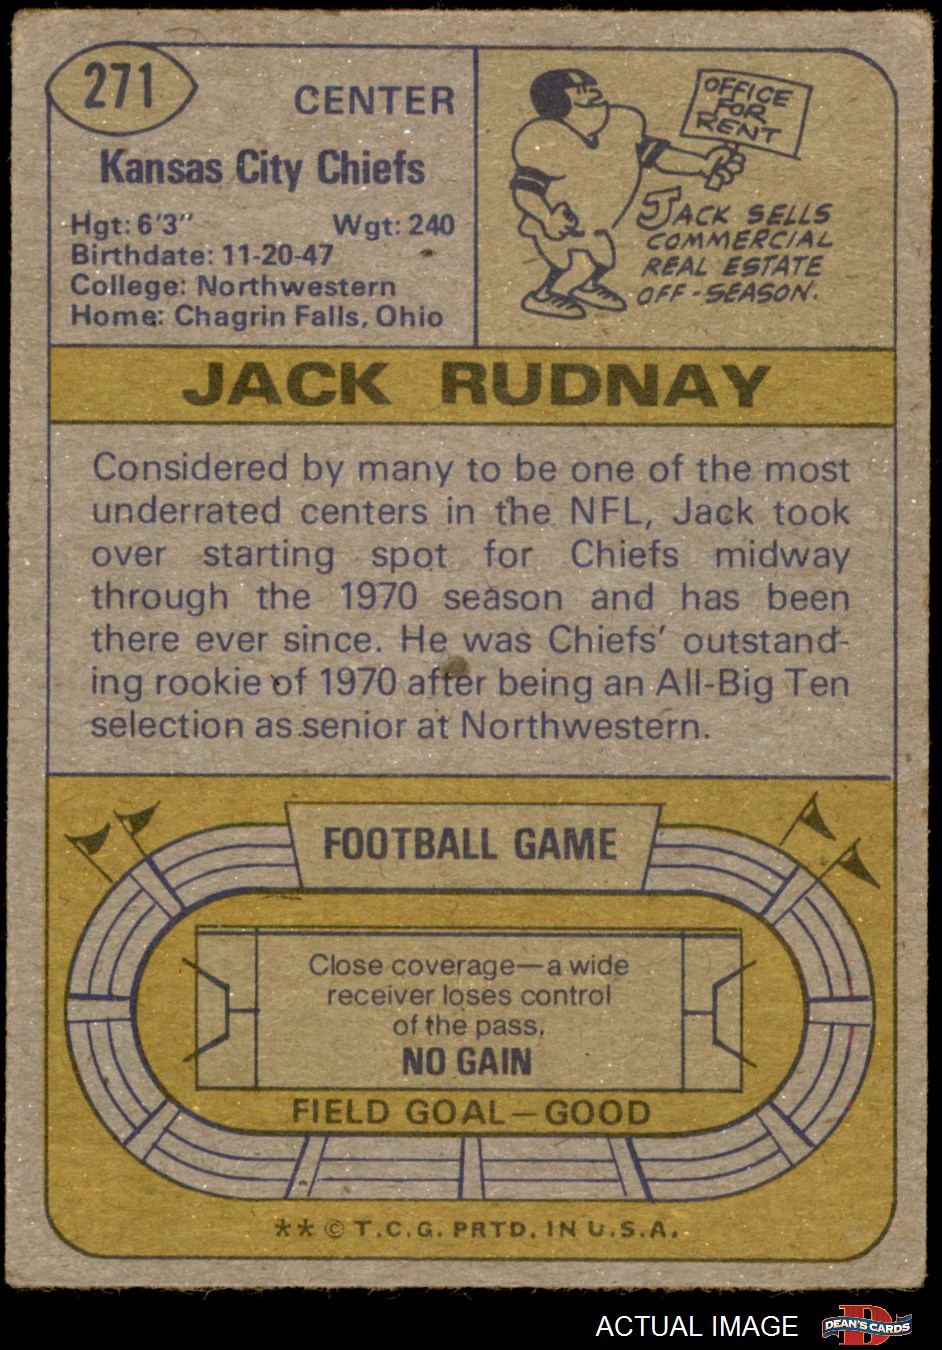 271
CENTER
Kansas City Chiefs
Hgt: 6'3" Wgt: 240
Birthdate: 11-20-47
College: Northwestern
Home: Chagrin Falls, Ohio
OFFICE
FOR
RENT
JACK SELLS
COMMERCIAL
REAL ESTATE
OFF-SEASON.
JACK RUDNAY
Considered by many to be one of the most
underrated centers in the NFL, Jack took
over starting spot for Chiefs midway
through the 1970 season and has been
there ever since. He was Chiefs' outstand-
ing rookie of 1970 after being an All-Big Ten
selection as senior at Northwestern.
FOOTBALL GAME
Close coverage—a wide
receiver loses control
of the pass.
NO GAIN
FIELD GOAL—GOOD
** © T.C.G. PRTD. IN U.S.A.
ACTUAL IMAGE
D
DEAN'S CARDS